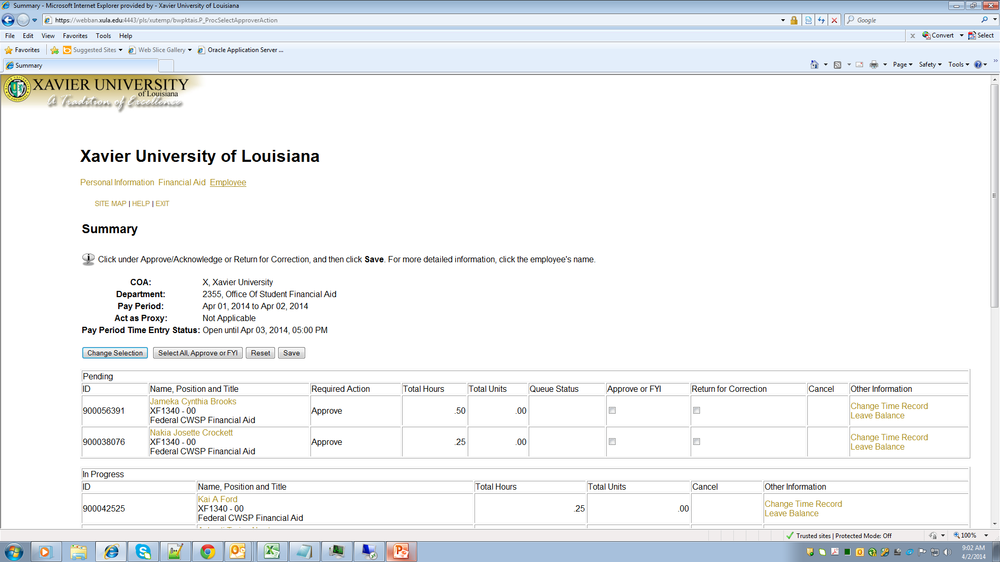 Summary - Microsoft Internet Explorer provided by - Xavier University of Louisiana
https://webban.xula.edu:4443/pls/xutemp/bwpktais.P_ProcSelectApproverAction
Google
File Edit View Favorites Tools Help
x Convert Select
Favorites Suggested Sites Web Slice Gallery Oracle Application Server ...
Summary
Page Safety Tools
XAVIER UNIVERSITY
of Louisiana
A Tradition of Excellence
Xavier University of Louisiana
Personal Information Financial Aid Employee
SITE MAP | HELP | EXIT
Summary
Click under Approve/Acknowledge or Return for Correction, and then click Save. For more detailed information, click the employee's name.
COA: X, Xavier University
Department: 2355, Office Of Student Financial Aid
Pay Period: Apr 01, 2014 to Apr 02, 2014
Act as Proxy: Not Applicable
Pay Period Time Entry Status: Open until Apr 03, 2014, 05:00 PM
Change Selection Select All, Approve or FYI Reset Save
Pending
ID Name, Position and Title Required Action Total Hours Total Units Queue Status Approve or FYI Return for Correction Cancel Other Information
900056391 Jameka Cynthia Brooks
XF1340 - 00
Federal CWSP Financial Aid Approve .50 .00 Change Time Record
Leave Balance
900038076 Nakia Josette Crockett
XF1340 - 00
Federal CWSP Financial Aid Approve .25 .00 Change Time Record
Leave Balance
In Progress
ID Name, Position and Title Total Hours Total Units Cancel Other Information
900042525 Kai A Ford
XF1340 - 00
Federal CWSP Financial Aid .25 .00 Change Time Record
Leave Balance
Trusted sites | Protected Mode: Off 100%
9:02 AM
4/2/2014